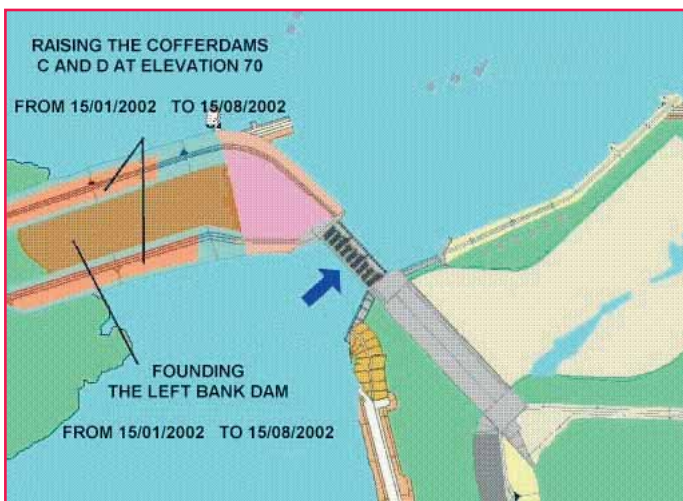 RAISING THE COFFERDAMS
C AND D AT ELEVATION 70
FROM 15/01/2002 TO 15/08/2002
FOUNDING
THE LEFT BANK DAM
FROM 15/01/2002 TO 15/08/2002